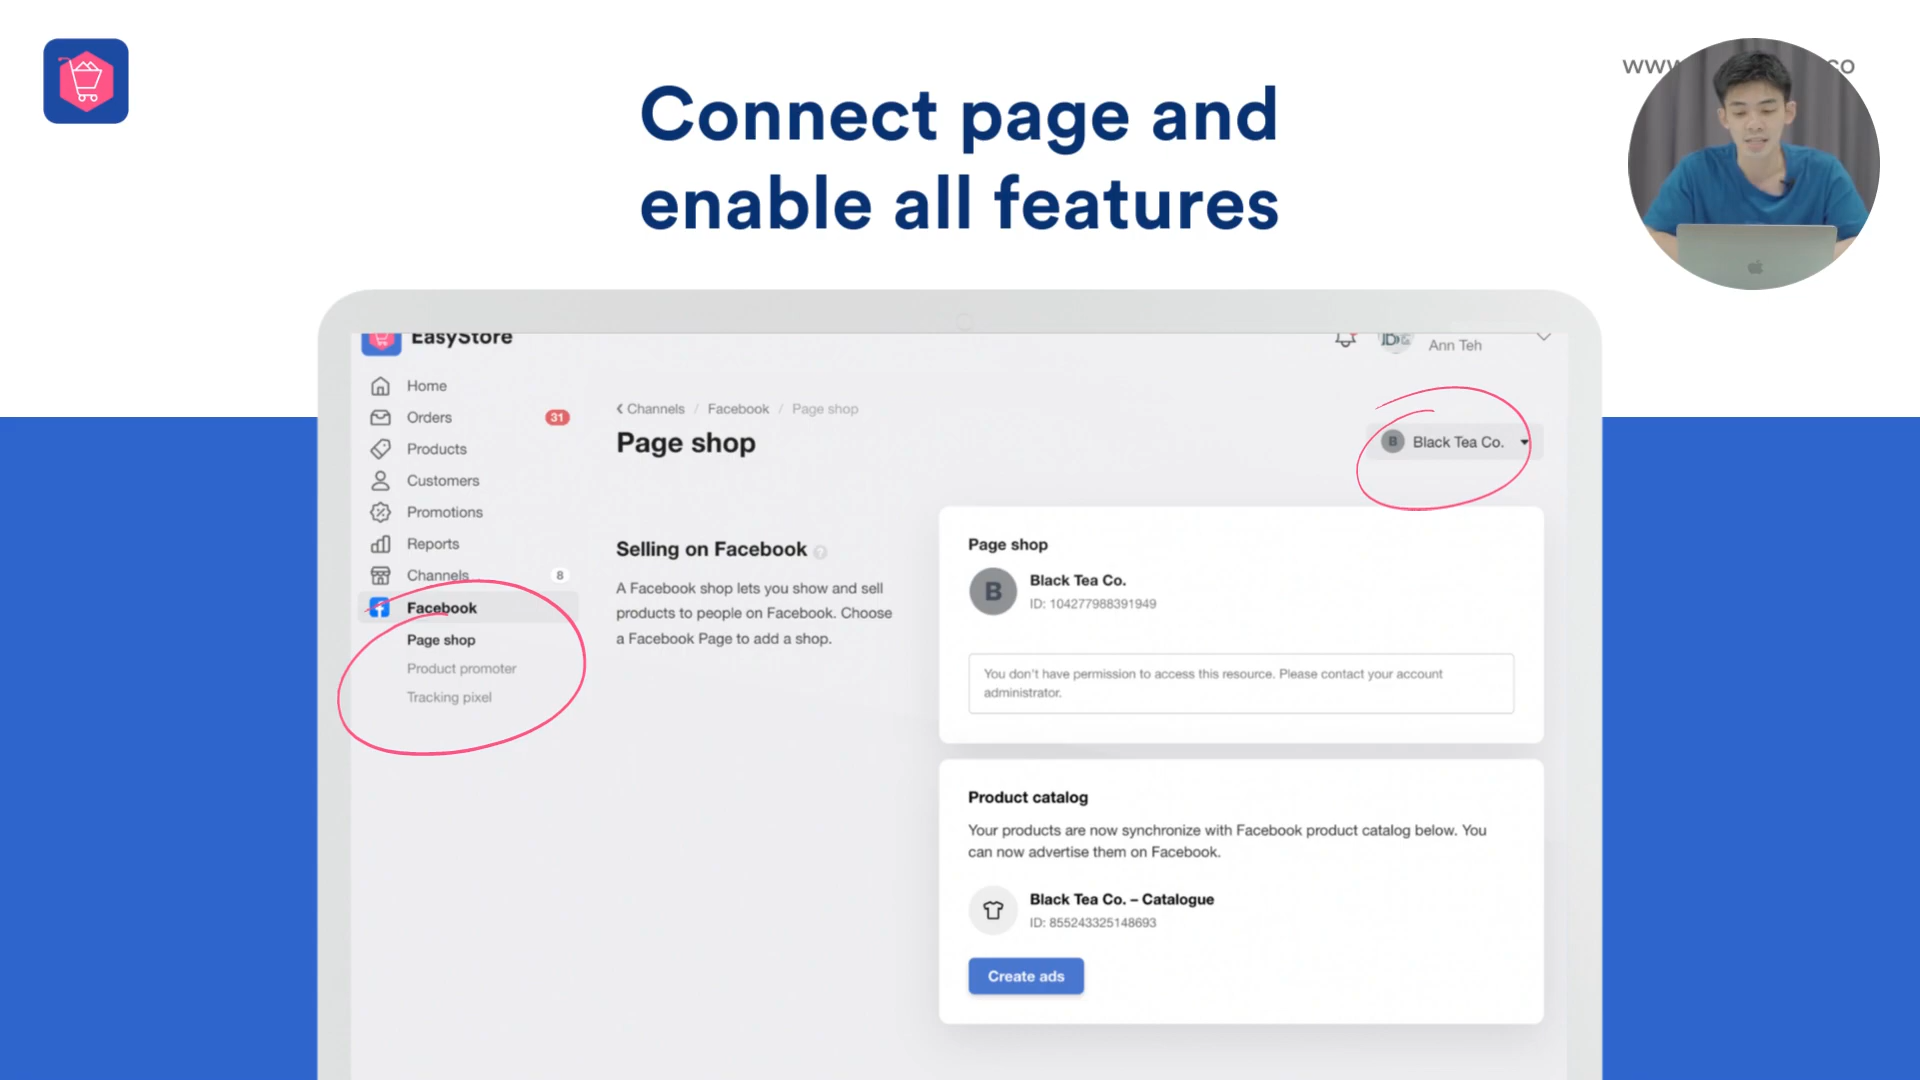 Connect page and
enable all features
EasyStore
Ann Teh
Home
Orders 31
Products
Customers
Promotions
Reports
Channels 8
Facebook
Page shop
Product promoter
Tracking pixel
Channels / Facebook / Page shop
Page shop
B Black Tea Co.
Selling on Facebook ?
A Facebook shop lets you show and sell
products to people on Facebook. Choose
a Facebook Page to add a shop.
Page shop
B
Black Tea Co.
ID: 104277988391949
You don't have permission to access this resource. Please contact your account
administrator.
Product catalog
Your products are now synchronize with Facebook product catalog below. You
can now advertise them on Facebook.
Black Tea Co. – Catalogue
ID: 855243325148693
Create ads